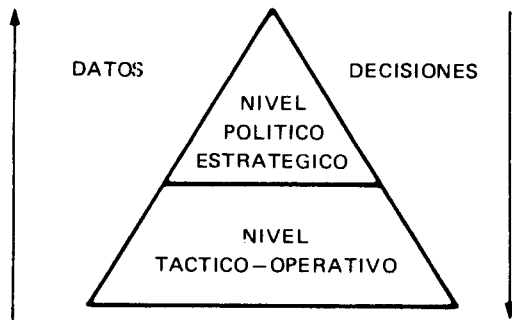 DATOS
DECISIONES
NIVEL
POLITICO
ESTRATEGICO
NIVEL
TACTICO–OPERATIVO